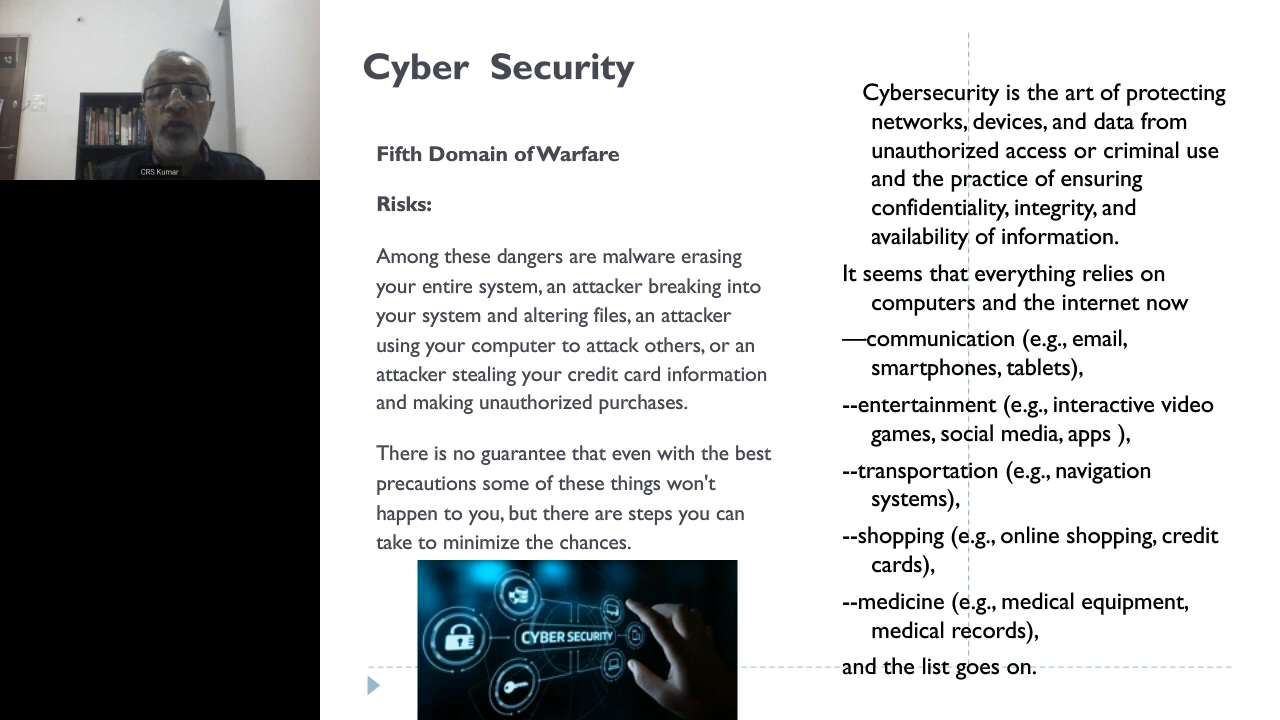 CRS Kumar
Cyber Security
Fifth Domain of Warfare
Risks:
Among these dangers are malware erasing
your entire system, an attacker breaking into
your system and altering files, an attacker
using your computer to attack others, or an
attacker stealing your credit card information
and making unauthorized purchases.
There is no guarantee that even with the best
precautions some of these things won't
happen to you, but there are steps you can
take to minimize the chances.
CYBER SECURITY
Cybersecurity is the art of protecting
networks, devices, and data from
unauthorized access or criminal use
and the practice of ensuring
confidentiality, integrity, and
availability of information.
It seems that everything relies on
computers and the internet now
—communication (e.g., email,
smartphones, tablets),
--entertainment (e.g., interactive video
games, social media, apps ),
--transportation (e.g., navigation
systems),
--shopping (e.g., online shopping, credit
cards),
--medicine (e.g., medical equipment,
medical records),
and the list goes on.